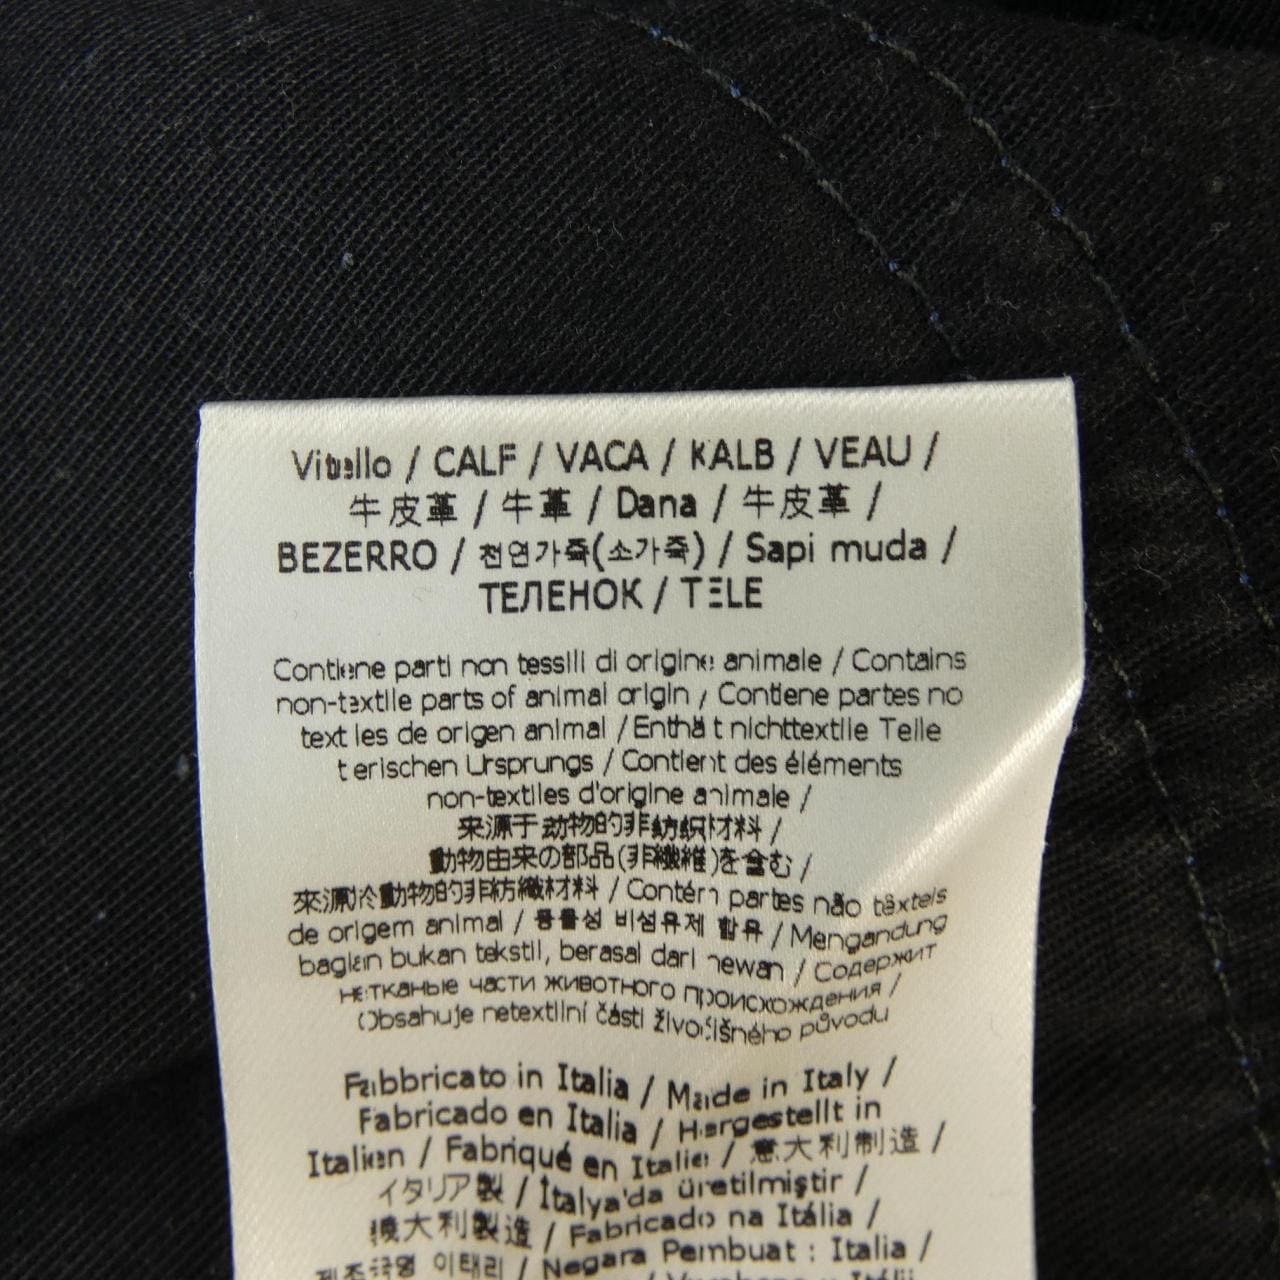 Vitello / CALF / VACA / KALB / VEAU /
牛皮革 / 牛革 / Dana / 牛皮革 /
BEZERRO / 천연가죽(소가죽) / Sapi muda /
ТЕЛЕНОК / TELE
Contiene parti non tessili di origine animale / Contains
non-textile parts of animal origin / Contiene partes no
textiles de origen animal / Enthält nichttextile Teile
tierischen Ursprungs / Contient des éléments
non-textiles d'origine animale /
来源于动物的非纺织材料 /
動物由来の部品(非繊維)を含む /
來源於動物的非紡織材料 / Contém partes não têxteis
de origem animal / 동물성 비섬유제 함유 / Mengandung
bagian bukan tekstil, berasal dari hewan / Содержит
нетканые части животного происхождения /
Obsahuje netextilní části živočišného původu
Fabbricato in Italia / Made in Italy /
Fabricado en Italia / Hergestellt in
Italien / Fabriqué en Italie / 意大利制造 /
イタリア製 / İtalya'da üretilmiştir /
義大利製造 / Fabricado na Itália /
제조국명 이태리 / Negara Pembuat : Italia /